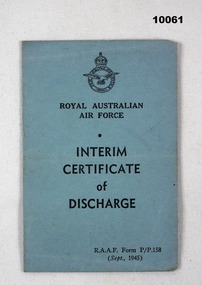 10061
ROYAL AUSTRALIAN
AIR FORCE
•
INTERIM
CERTIFICATE
of
DISCHARGE
R.A.A.F. Form P/P.158
(Sept., 1945)